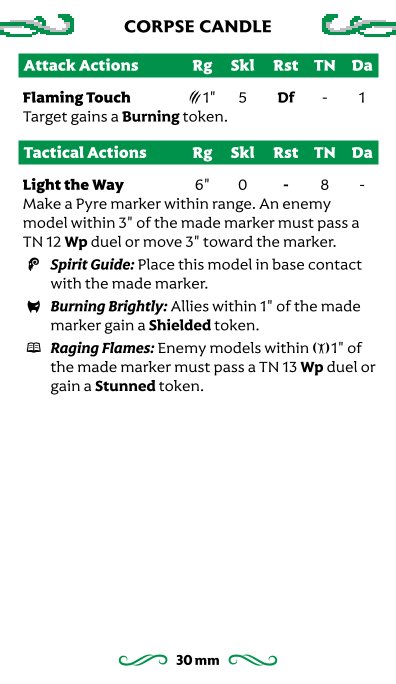 CORPSE CANDLE
Attack Actions Rg Skl Rst TN Da
Flaming Touch 1" 5 Df - 1
Target gains a Burning token.
Tactical Actions Rg Skl Rst TN Da
Light the Way 6" 0 - 8 -
Make a Pyre marker within range. An enemy
model within 3" of the made marker must pass a
TN 12 Wp duel or move 3" toward the marker.
Spirit Guide: Place this model in base contact
with the made marker.
Burning Brightly: Allies within 1" of the made
marker gain a Shielded token.
Raging Flames: Enemy models within 1" of
the made marker must pass a TN 13 Wp duel or
gain a Stunned token.
30 mm